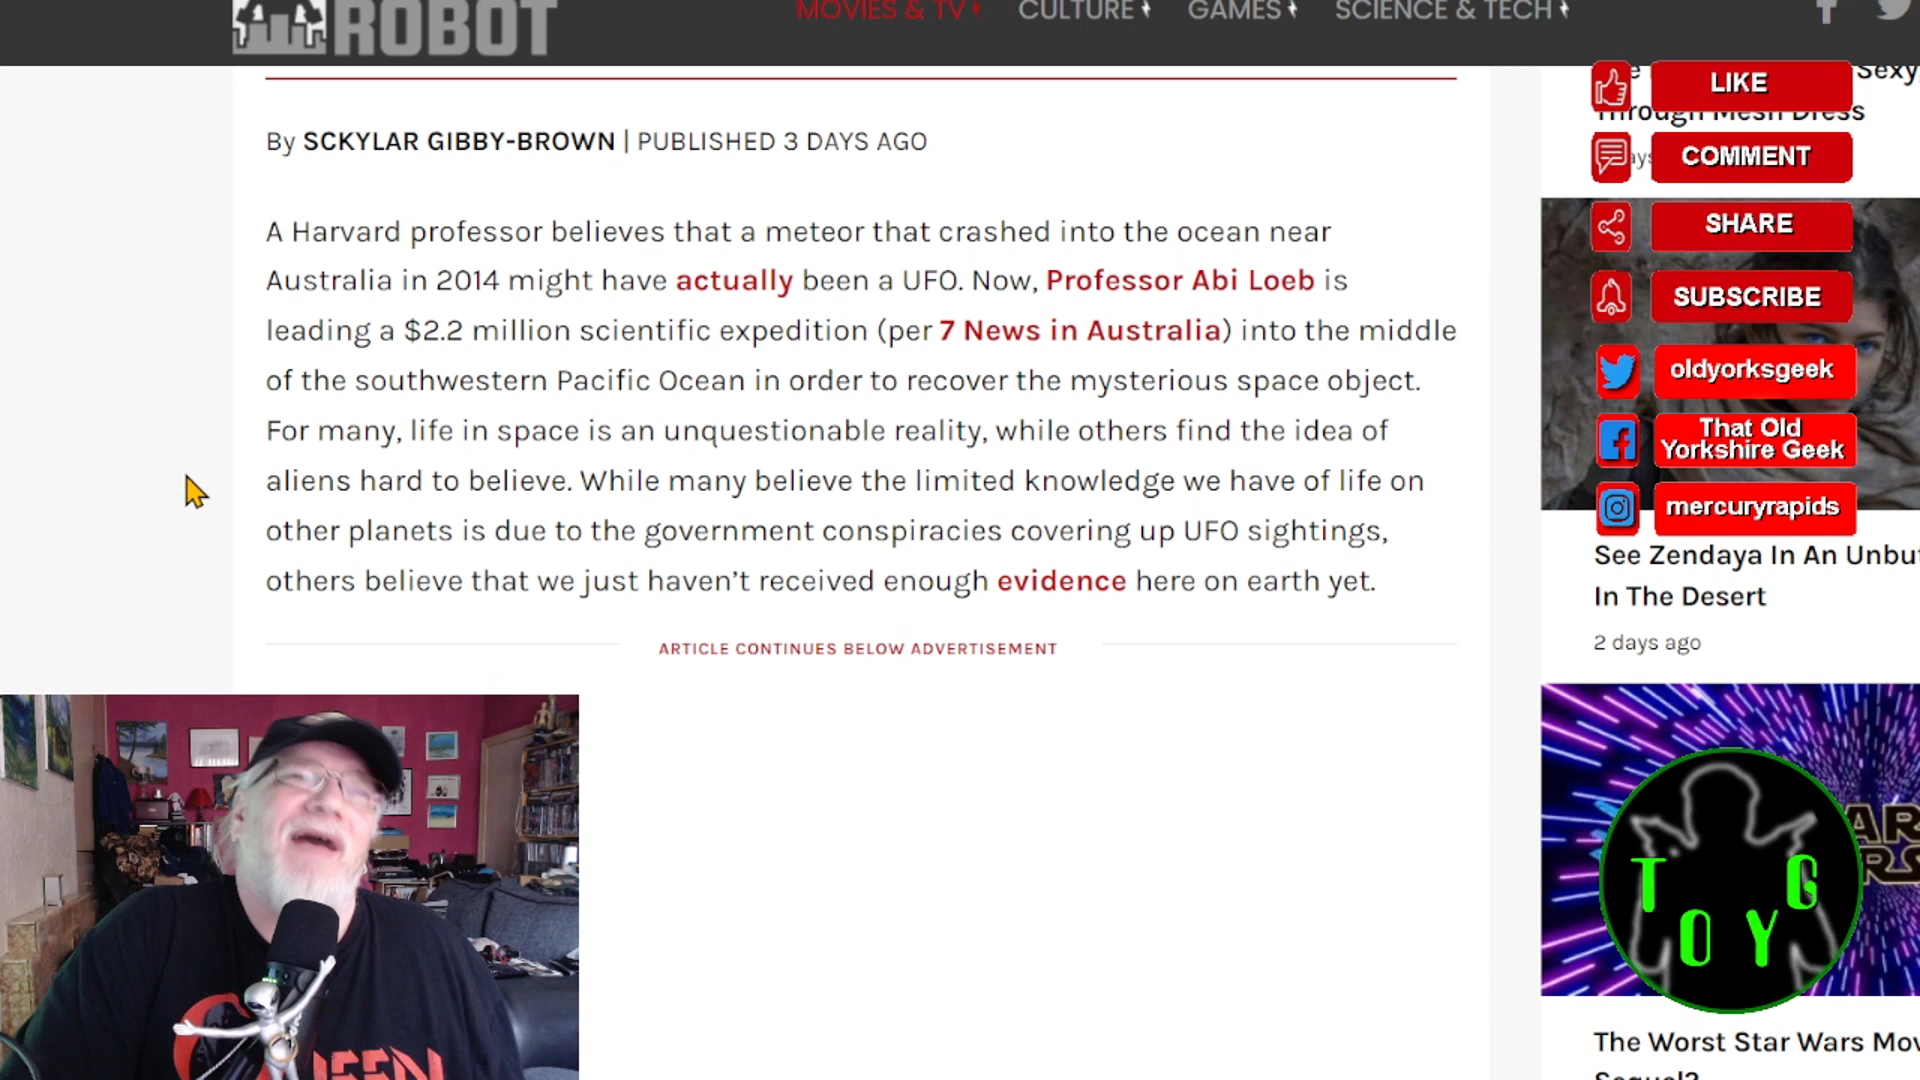 ROBOT
MOVIES & TV
CULTURE
GAMES
SCIENCE & TECH
By SCKYLAR GIBBY-BROWN | PUBLISHED 3 DAYS AGO
A Harvard professor believes that a meteor that crashed into the ocean near
Australia in 2014 might have actually been a UFO. Now, Professor Abi Loeb is
leading a $2.2 million scientific expedition (per 7 News in Australia) into the middle
of the southwestern Pacific Ocean in order to recover the mysterious space object.
For many, life in space is an unquestionable reality, while others find the idea of
aliens hard to believe. While many believe the limited knowledge we have of life on
other planets is due to the government conspiracies covering up UFO sightings,
others believe that we just haven’t received enough evidence here on earth yet.
ARTICLE CONTINUES BELOW ADVERTISEMENT
Sexy,
Through Mesh Dress
LIKE
COMMENT
SHARE
SUBSCRIBE
oldyorksgeek
That Old
Yorkshire Geek
mercuryrapids
See Zendaya In An Unbu
In The Desert
2 days ago
T O Y G
The Worst Star Wars Mov
Sequel?